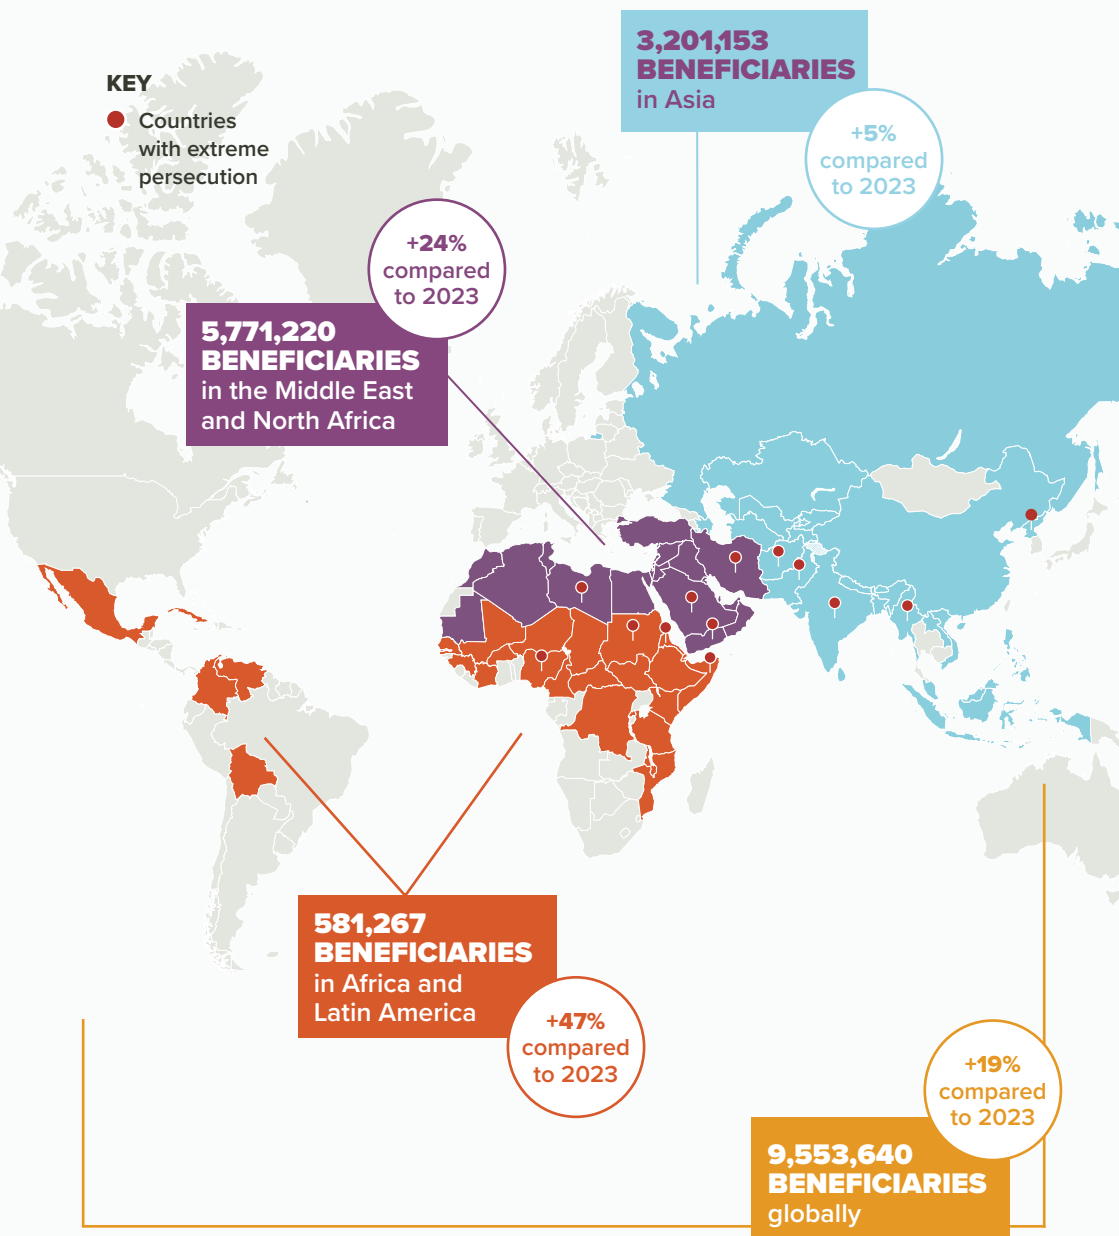 3,201,153
BENEFICIARIES
in Asia
+5%
compared
to 2023
KEY
Countries
with extreme
persecution
+24%
compared
to 2023
5,771,220
BENEFICIARIES
in the Middle East
and North Africa
581,267
BENEFICIARIES
in Africa and
Latin America
+47%
compared
to 2023
+19%
compared
to 2023
9,553,640
BENEFICIARIES
globally